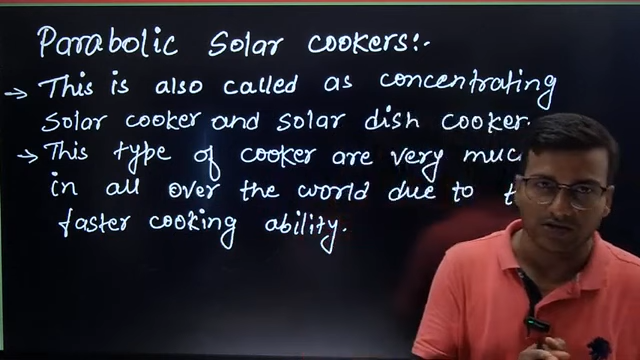 Parabolic Solar cookers:-
→ This is also called as concentrating
solar cooker and solar dish cooker.
→ This type of cooker are very muc
in all over the world due to t
faster cooking ability.